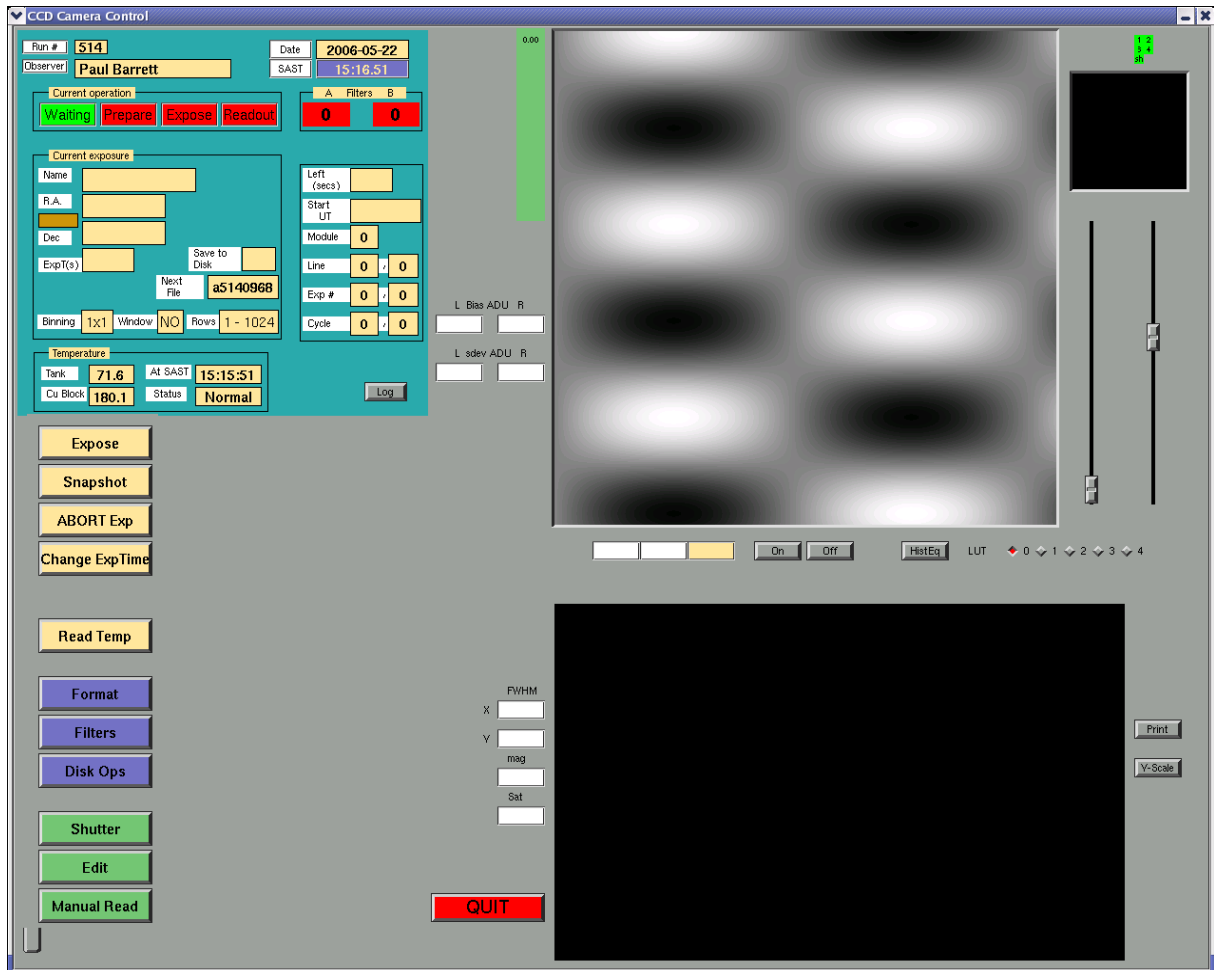 CCD Camera Control
Run # 514
Date 2006-05-22
Observer Paul Barrett
SAST 15:16.51
Current operation
Waiting Prepare Expose Readout
A Filters B
0 0
Current exposure
Name
R.A.
Dec
ExpT(s)
Save to
Disk
Next
File
a5140968
Binning 1x1 Window NO Rows 1 - 1024
Left
(secs)
Start
UT
Module 0
Line 0 / 0
Exp # 0 / 0
Cycle 0 / 0
Temperature
Tank 71.6 At SAST 15:15:51
Cu Block 180.1 Status Normal
Log
0.00
L Bias ADU R
L sdev ADU R
1 2
3 4
sh
Expose
Snapshot
ABORT Exp
Change ExpTime
Read Temp
Format
Filters
Disk Ops
Shutter
Edit
Manual Read
On Off HistEq LUT 0 1 2 3 4
FWHM
X
Y
mag
Sat
QUIT
Print
Y-Scale